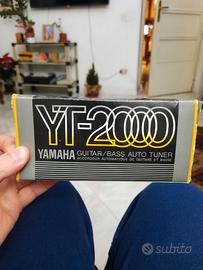 YT-2000
YAMAHA GUITAR/BASS AUTO TUNER
ACCORDEUR AUTOMATIQUE DE GUITARE ET BASSE
subito